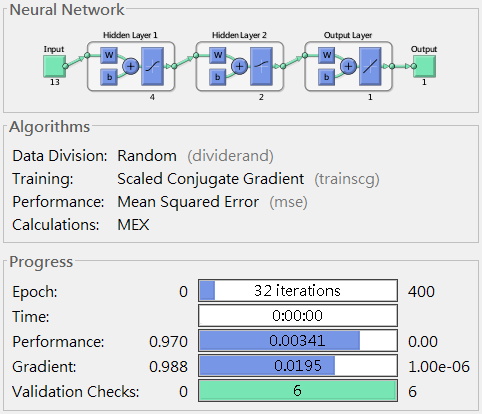 Neural Network
Hidden Layer 1 Hidden Layer 2 Output Layer
Input Output
W W W
b b b
+ + +
13 4 2 1 1
Algorithms
Data Division: Random (dividerand)
Training: Scaled Conjugate Gradient (trainscg)
Performance: Mean Squared Error (mse)
Calculations: MEX
Progress
Epoch: 0 32 iterations 400
Time: 0:00:00
Performance: 0.970 0.00341 0.00
Gradient: 0.988 0.0195 1.00e-06
Validation Checks: 0 6 6